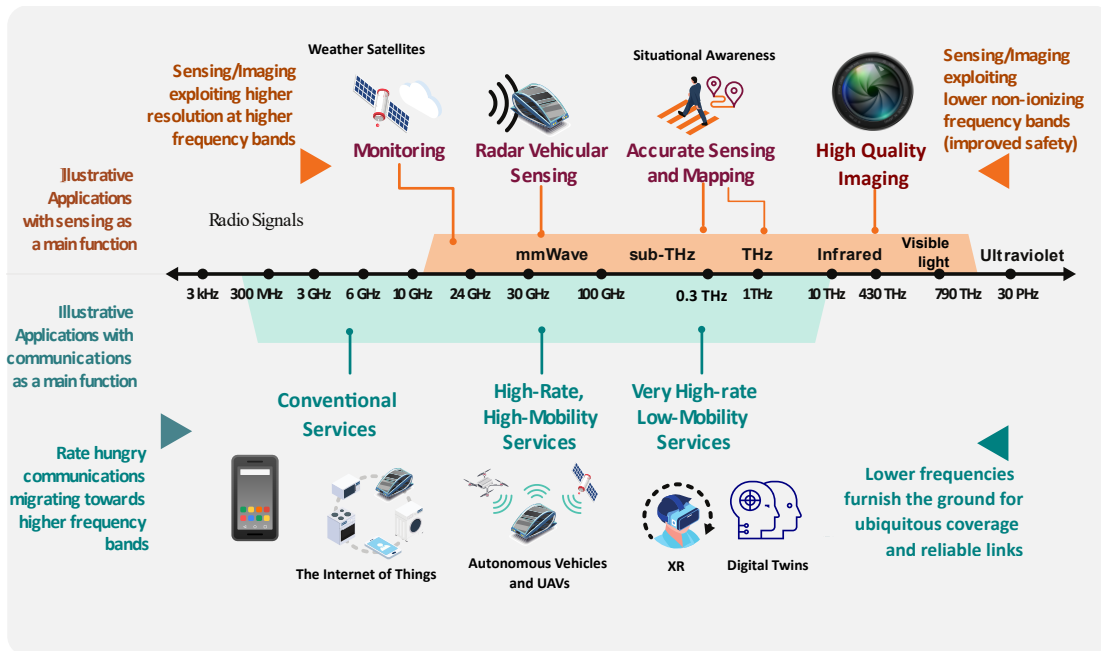 Weather Satellites
Situational Awareness
Sensing/Imaging
exploiting higher
resolution at higher
frequency bands
Sensing/Imaging
exploiting
lower non-ionizing
frequency bands
(improved safety)
Monitoring
Radar Vehicular
Sensing
Accurate Sensing
and Mapping
High Quality
Imaging
Illustrative
Applications
with sensing as
a main function
Radio Signals
mmWave
sub-THz
THz
Infrared
Visible
light
Ultraviolet
3 kHz
300 MHz
3 GHz
6 GHz
10 GHz
24 GHz
30 GHz
100 GHz
0.3 THz
1THz
10 THz
430 THz
790 THz
30 PHz
Illustrative
Applications with
communications
as a main function
Conventional
Services
High-Rate,
High-Mobility
Services
Very High-rate
Low-Mobility
Services
Rate hungry
communications
migrating towards
higher frequency
bands
Lower frequencies
furnish the ground for
ubiquitous coverage
and reliable links
The Internet of Things
Autonomous Vehicles
and UAVs
XR
Digital Twins